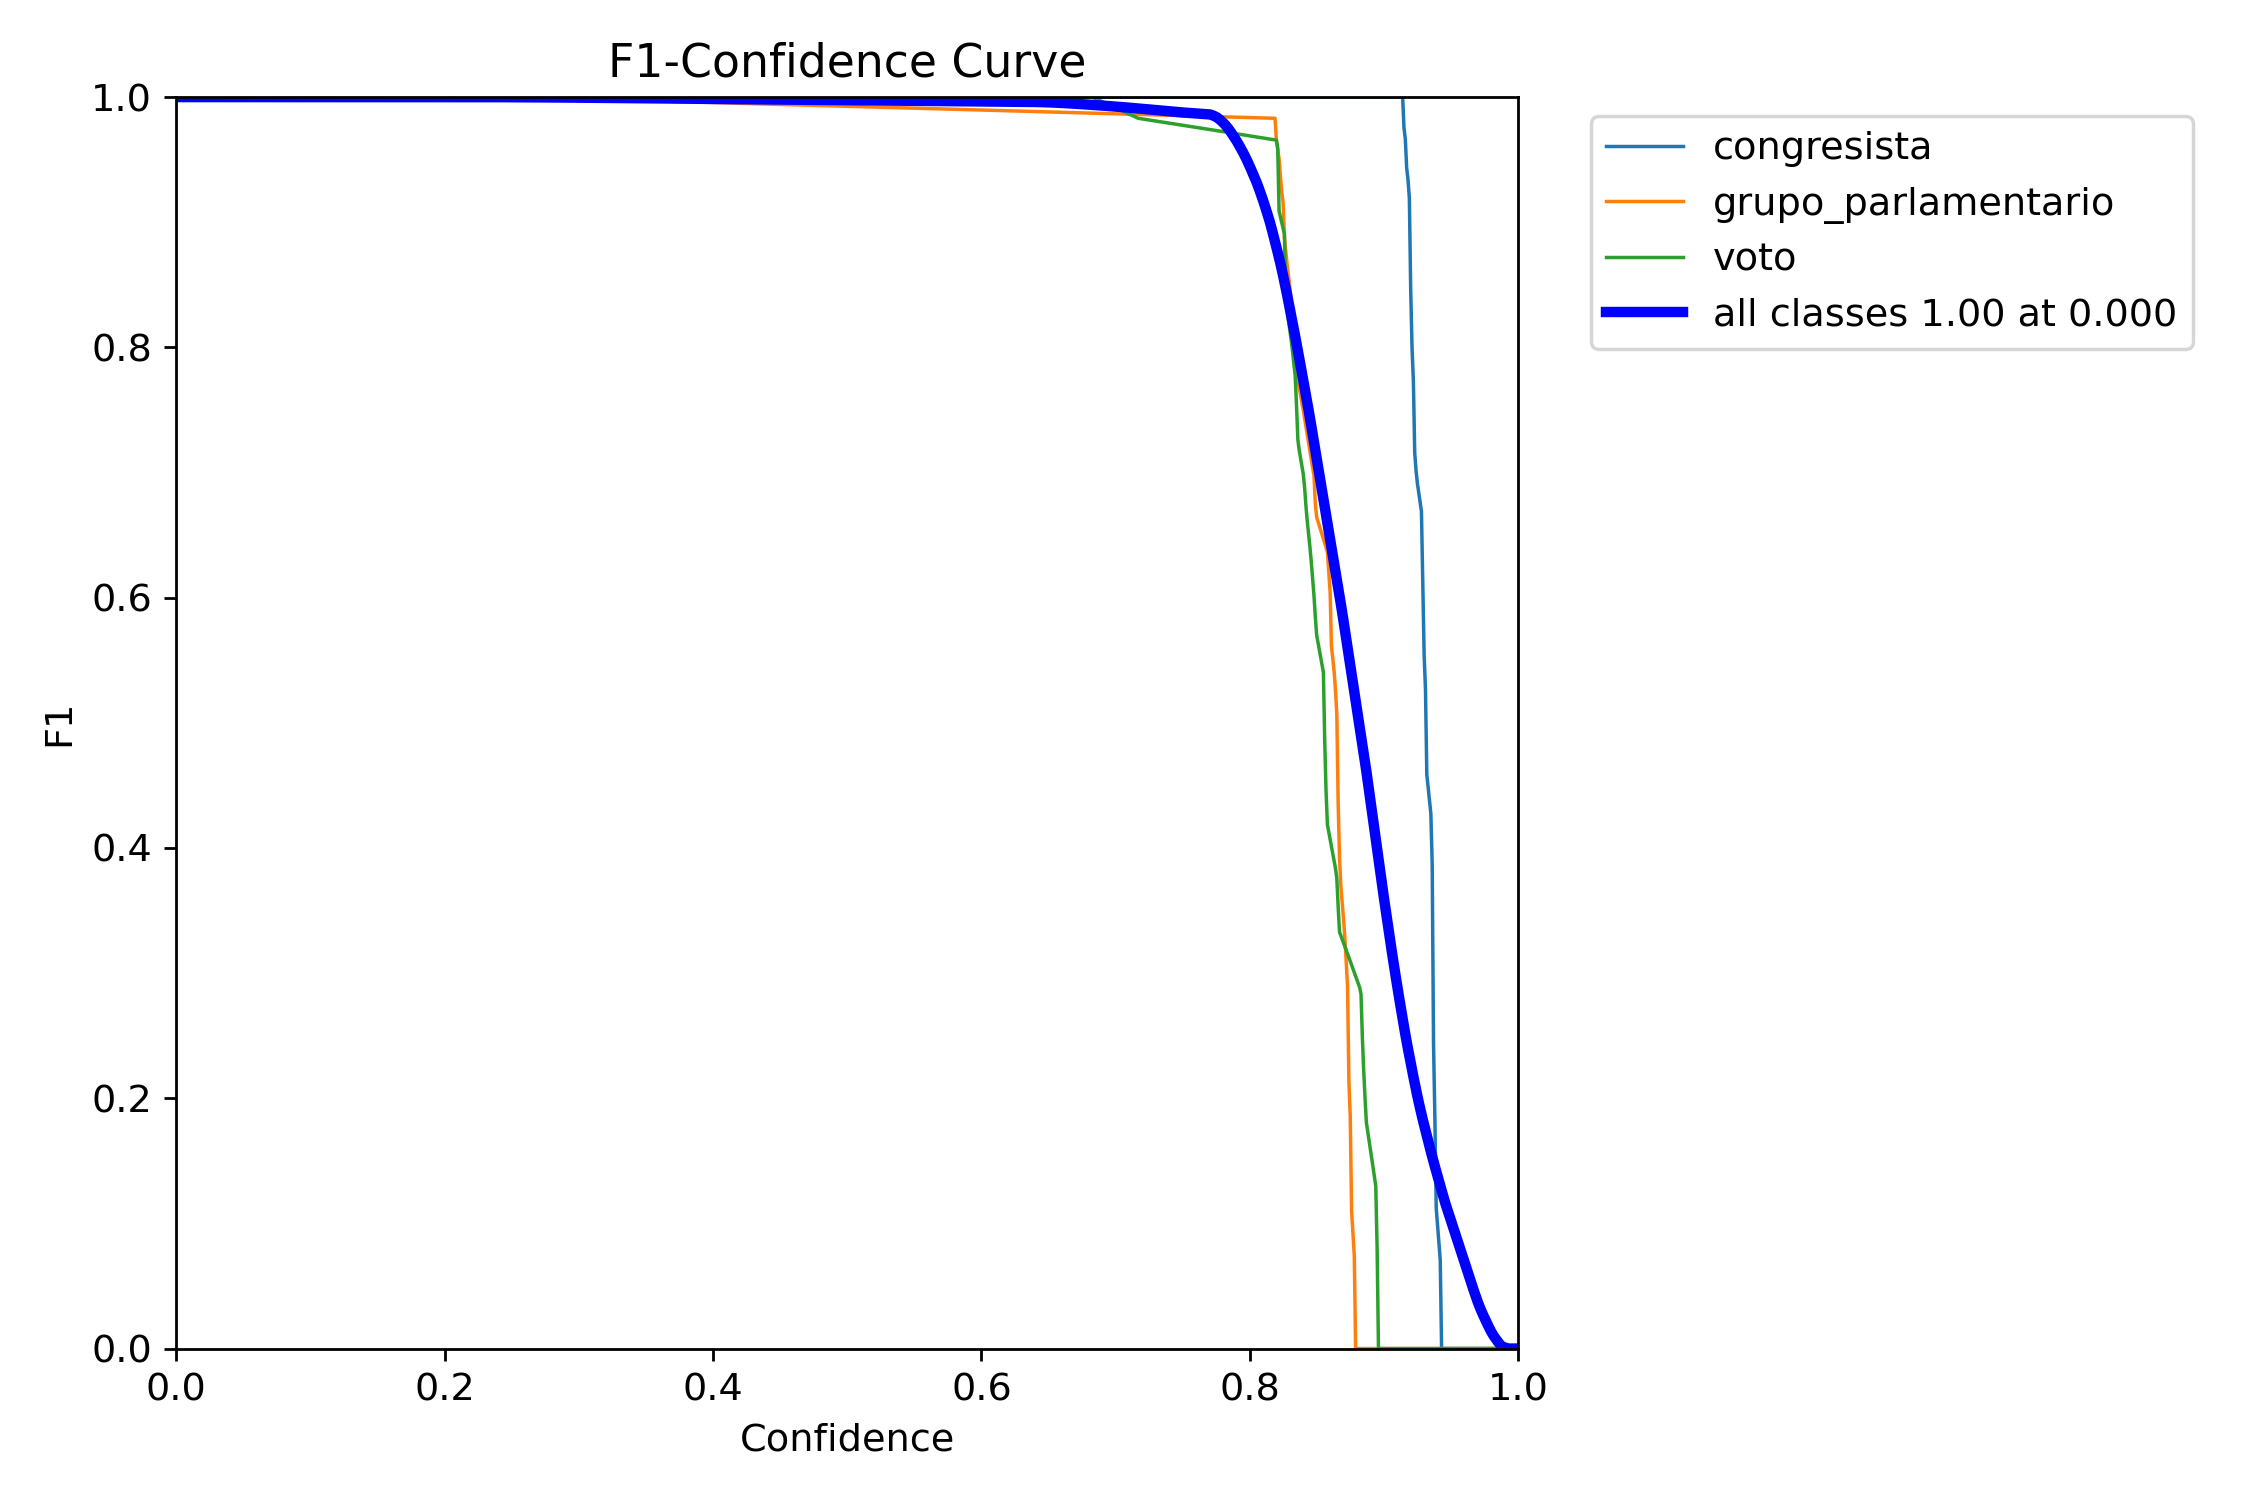 F1-Confidence Curve
1.0
0.8
0.6
0.4
0.2
0.0
F1
0.0 0.2 0.4 0.6 0.8 1.0
Confidence
congresista
grupo_parlamentario
voto
all classes 1.00 at 0.000